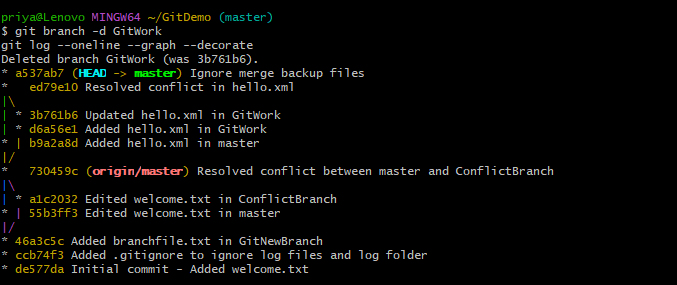 priya@Lenovo MINGW64 ~/GitDemo (master)
$ git branch -d GitWork
git log --oneline --graph --decorate
Deleted branch GitWork (was 3b761b6).
* a537ab7 (HEAD -> master) Ignore merge backup files
*   ed79e10 Resolved conflict in hello.xml
|\
| * 3b761b6 Updated hello.xml in GitWork
| * d6a56e1 Added hello.xml in GitWork
* | b9a2a8d Added hello.xml in master
|/
*   730459c (origin/master) Resolved conflict between master and ConflictBranch
|\
| * a1c2032 Edited welcome.txt in ConflictBranch
* | 55b3ff3 Edited welcome.txt in master
|/
* 46a3c5c Added branchfile.txt in GitNewBranch
* ccb74f3 Added .gitignore to ignore log files and log folder
* de577da Initial commit - Added welcome.txt